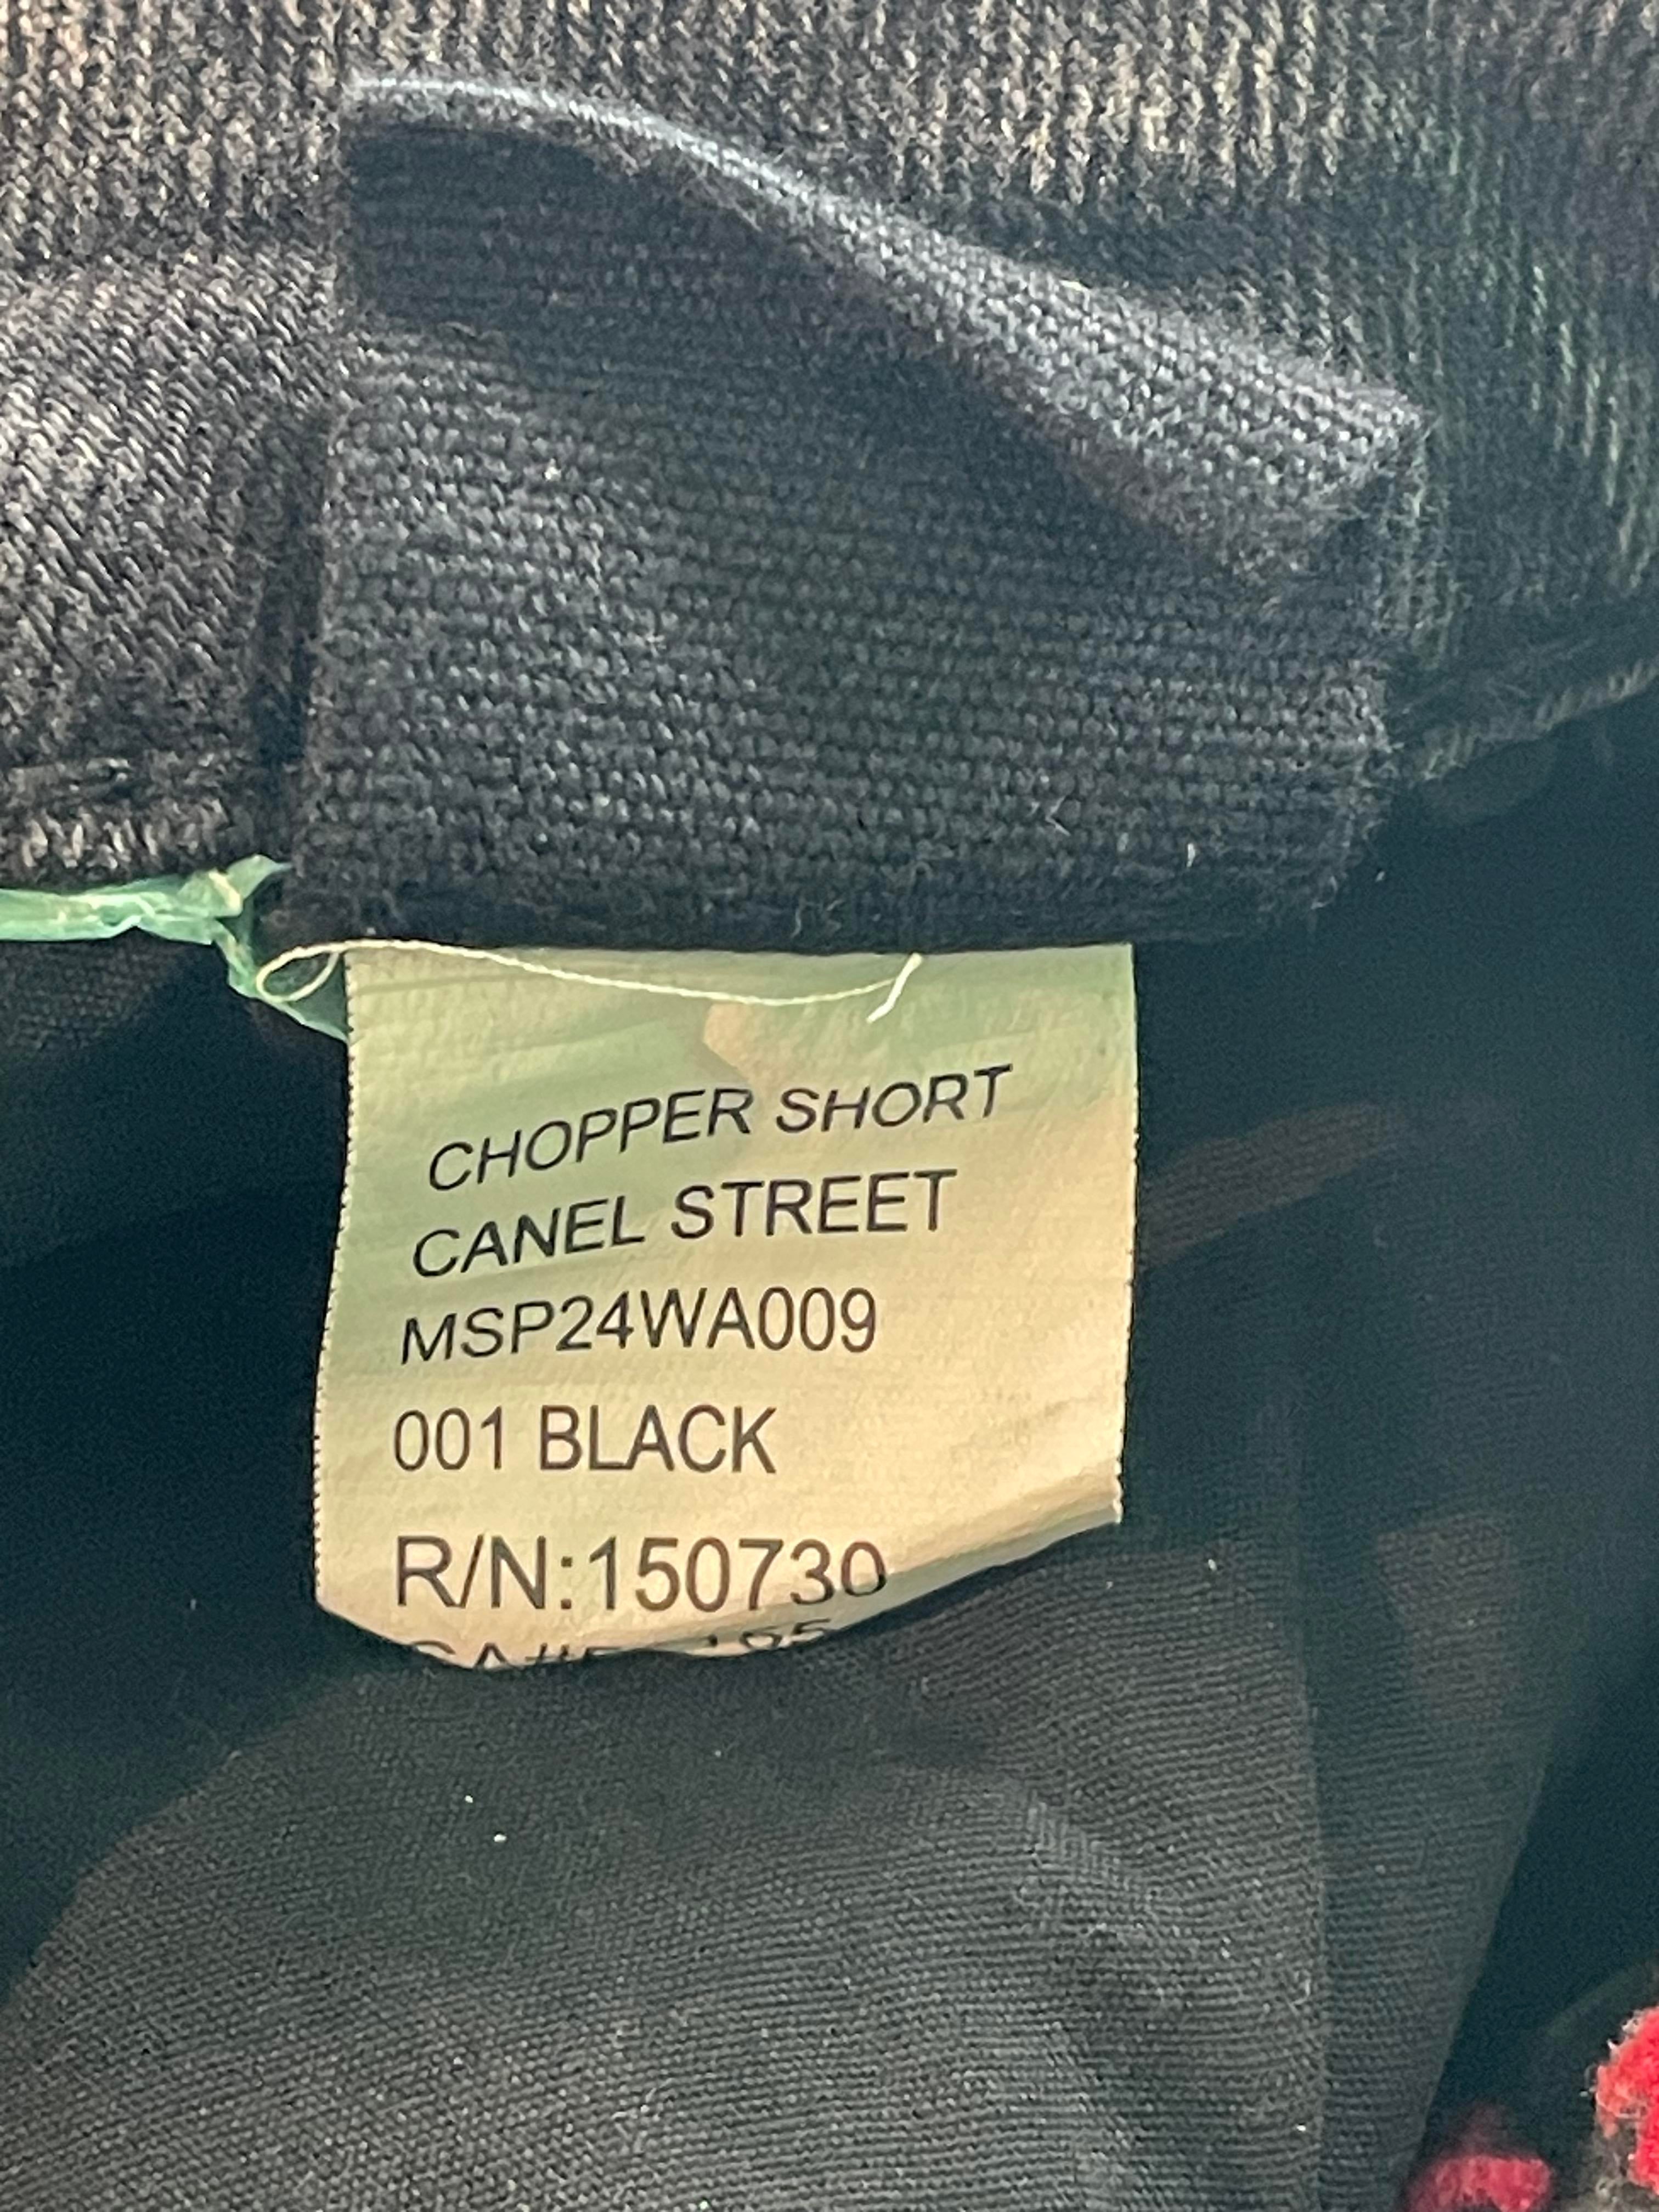 CHOPPER SHORT
CANEL STREET
MSP24WA009
001 BLACK
R/N:150730